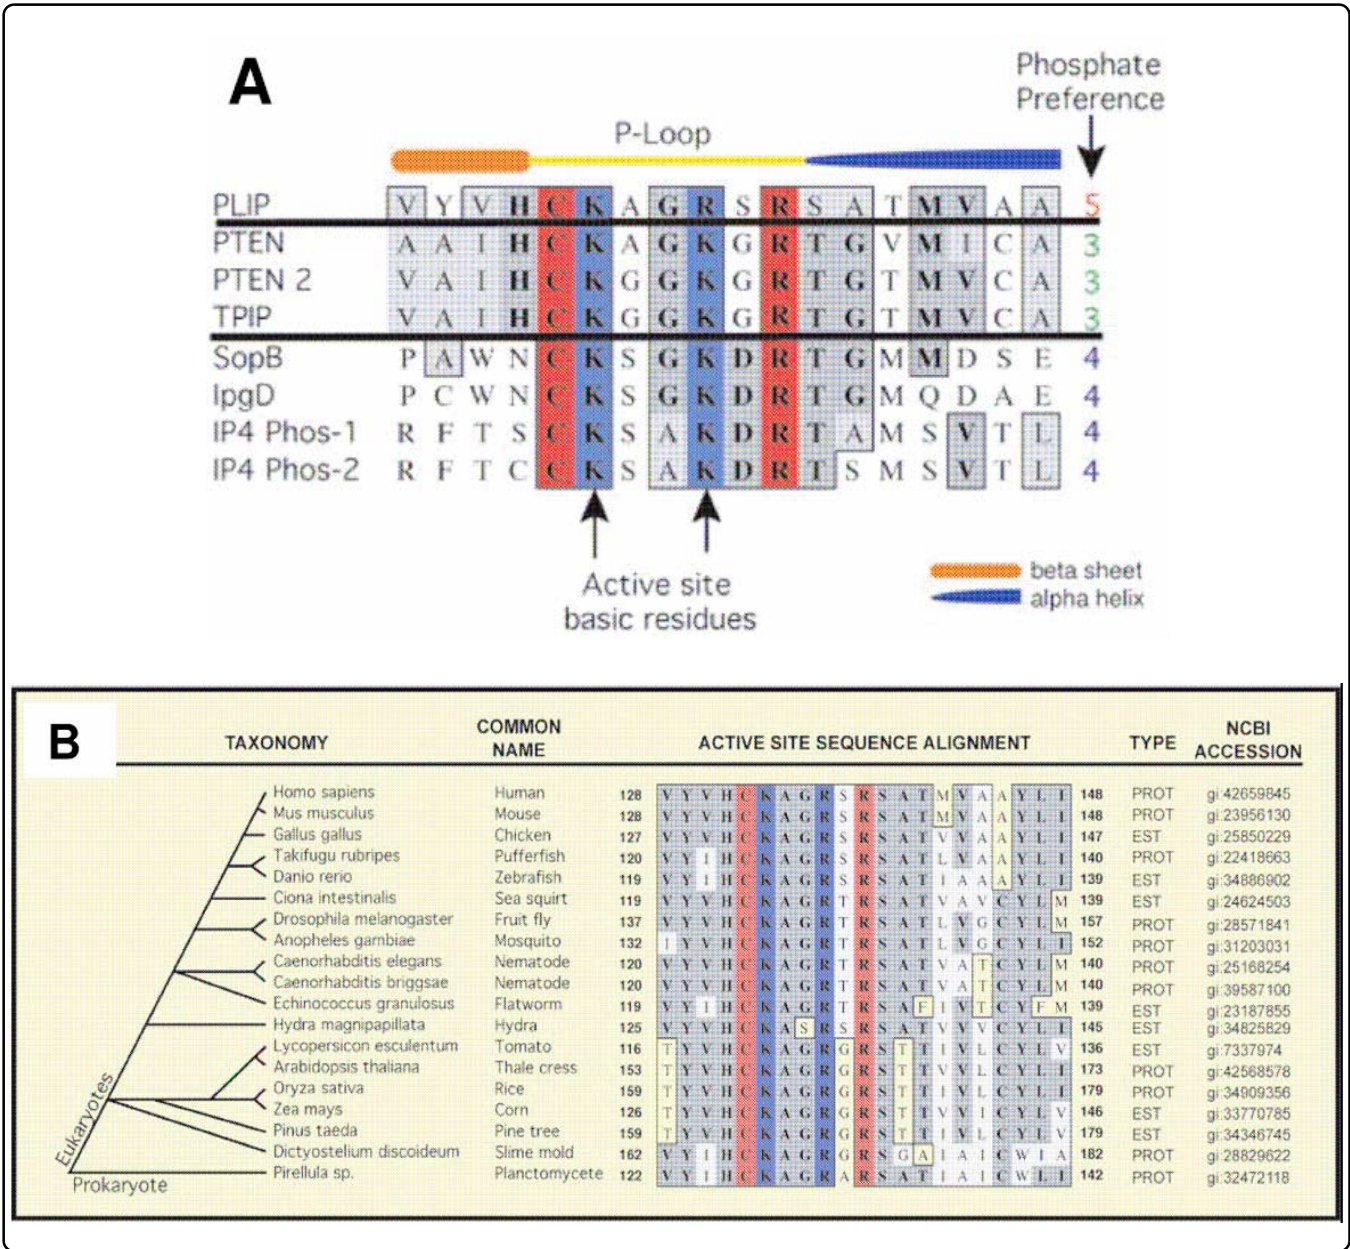 A
Phosphate
Preference
P-Loop
PLIP V Y V H C K A G R S R S A T M V A A 5
PTEN A A I H C K A G K G R T G V M I C A 3
PTEN 2 V A I H C K G G K G R T G T M V C A 3
TPIP V A I H C K G G K G R T G T M V C A 3
SopB P A W N C K S G K D R T G M M D S E 4
IpgD P C W N C K S G K D R T G M Q D A E 4
IP4 Phos-1 R F T S C K S A K D R T A M S V T L 4
IP4 Phos-2 R F T C C K S A K D R T S M S V T L 4
Active site
basic residues
beta sheet
alpha helix
B
TAXONOMY COMMON NAME ACTIVE SITE SEQUENCE ALIGNMENT TYPE NCBI ACCESSION
Homo sapiens Human 128 V Y V H C K A G R S R S A T M V A A Y L I 148 PROT gi:42659845
Mus musculus Mouse 128 V Y V H C K A G R S R S A T M V A A Y L I 148 PROT gi:23956130
Gallus gallus Chicken 127 V Y V H C K A G R S R S A T V V A A Y L I 147 EST gi:25850229
Takifugu rubripes Pufferfish 120 V Y I H C K A G R S R S A T L V A A Y L I 140 PROT gi:22418663
Danio rerio Zebrafish 119 V Y I H C K A G R S R S A T I A A A Y L I 139 EST gi:34886902
Ciona intestinalis Sea squirt 119 V Y V H C K A G R T R S A T V A V C Y L M 139 EST gi:24624503
Drosophila melanogaster Fruit fly 137 V Y V H C K A G R T R S A T L V G C Y L M 157 PROT gi:28571841
Anopheles gambiae Mosquito 132 I Y V H C K A G R T R S A T L V G C Y L I 152 PROT gi:31203031
Caenorhabditis elegans Nematode 120 V Y V H C K A G R T R S A T V A T C Y L M 140 PROT gi:25168254
Caenorhabditis briggsae Nematode 120 V Y V H C K A G R T R S A T V A T C Y L M 140 PROT gi:39587100
Echinococcus granulosus Flatworm 119 V Y I H C K A G R T R S A F I V T C Y F M 139 EST gi:23187855
Hydra magnipapillata Hydra 125 V Y V H C K A S R S R S A T V V V C Y L I 145 EST gi:34825829
Lycopersicon esculentum Tomato 116 T Y V H C K A G R G R S T T I V L C Y L V 136 EST gi:7337974
Arabidopsis thaliana Thale cress 153 T Y V H C K A G R G R S T T V V L C Y L I 173 PROT gi:42568578
Oryza sativa Rice 159 T Y V H C K A G R G R S T T I V L C Y L I 179 PROT gi:34909356
Zea mays Corn 126 T Y V H C K A G R G R S T T V V I C Y L V 146 EST gi:33770785
Pinus taeda Pine tree 159 T Y V H C K A G R G R S T T I V L C Y L V 179 EST gi:34346745
Dictyostelium discoideum Slime mold 162 V Y I H C K A G R G R S G A I A I C W I A 182 PROT gi:28829622
Pirellula sp. Planctomycete 122 V Y I H C K A G R A R S A T I A I C W L I 142 PROT gi:32472118
Eukaryotes
Prokaryote